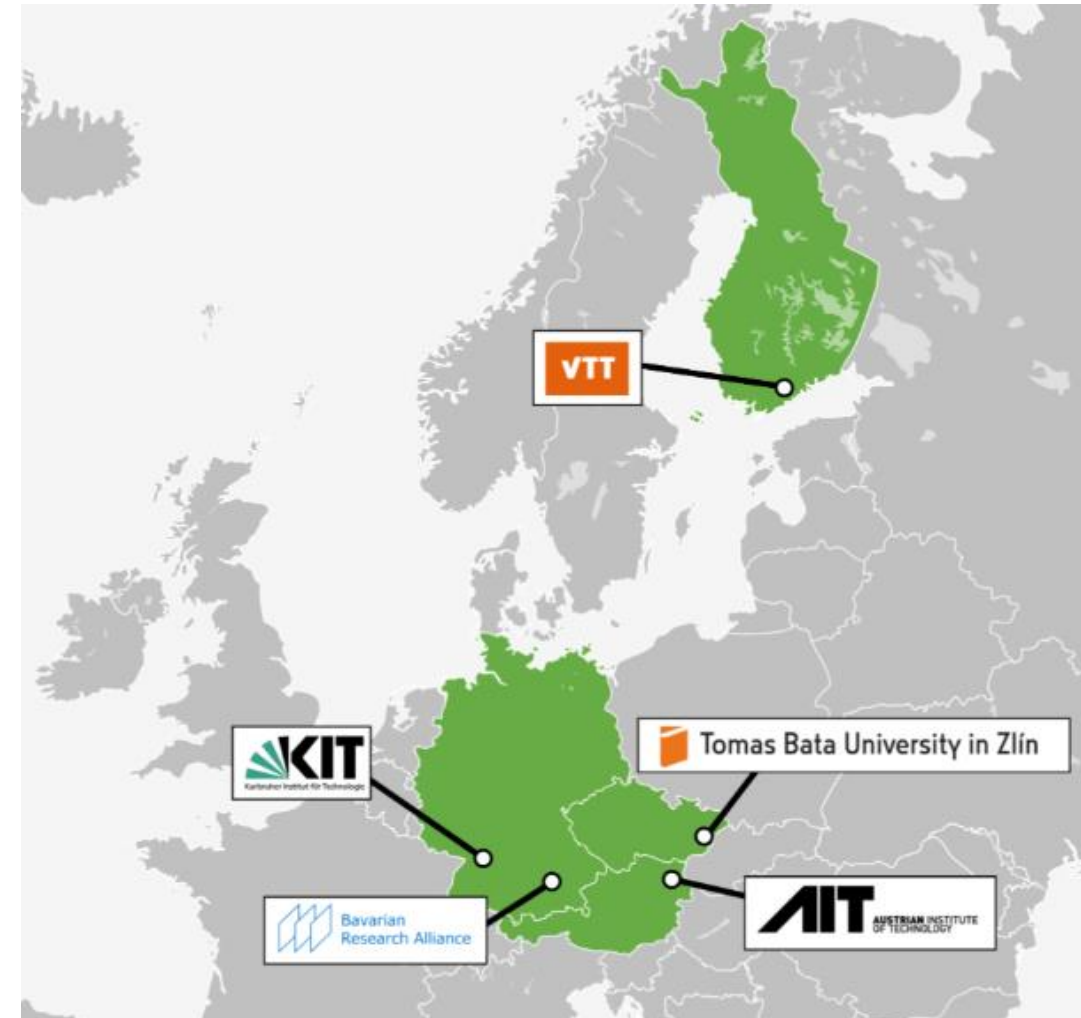 VTT
KIT
Karlsruher Institut für Technologie
Tomas Bata University in Zlín
Bavarian
Research Alliance
AIT
AUSTRIAN INSTITUTE
OF TECHNOLOGY